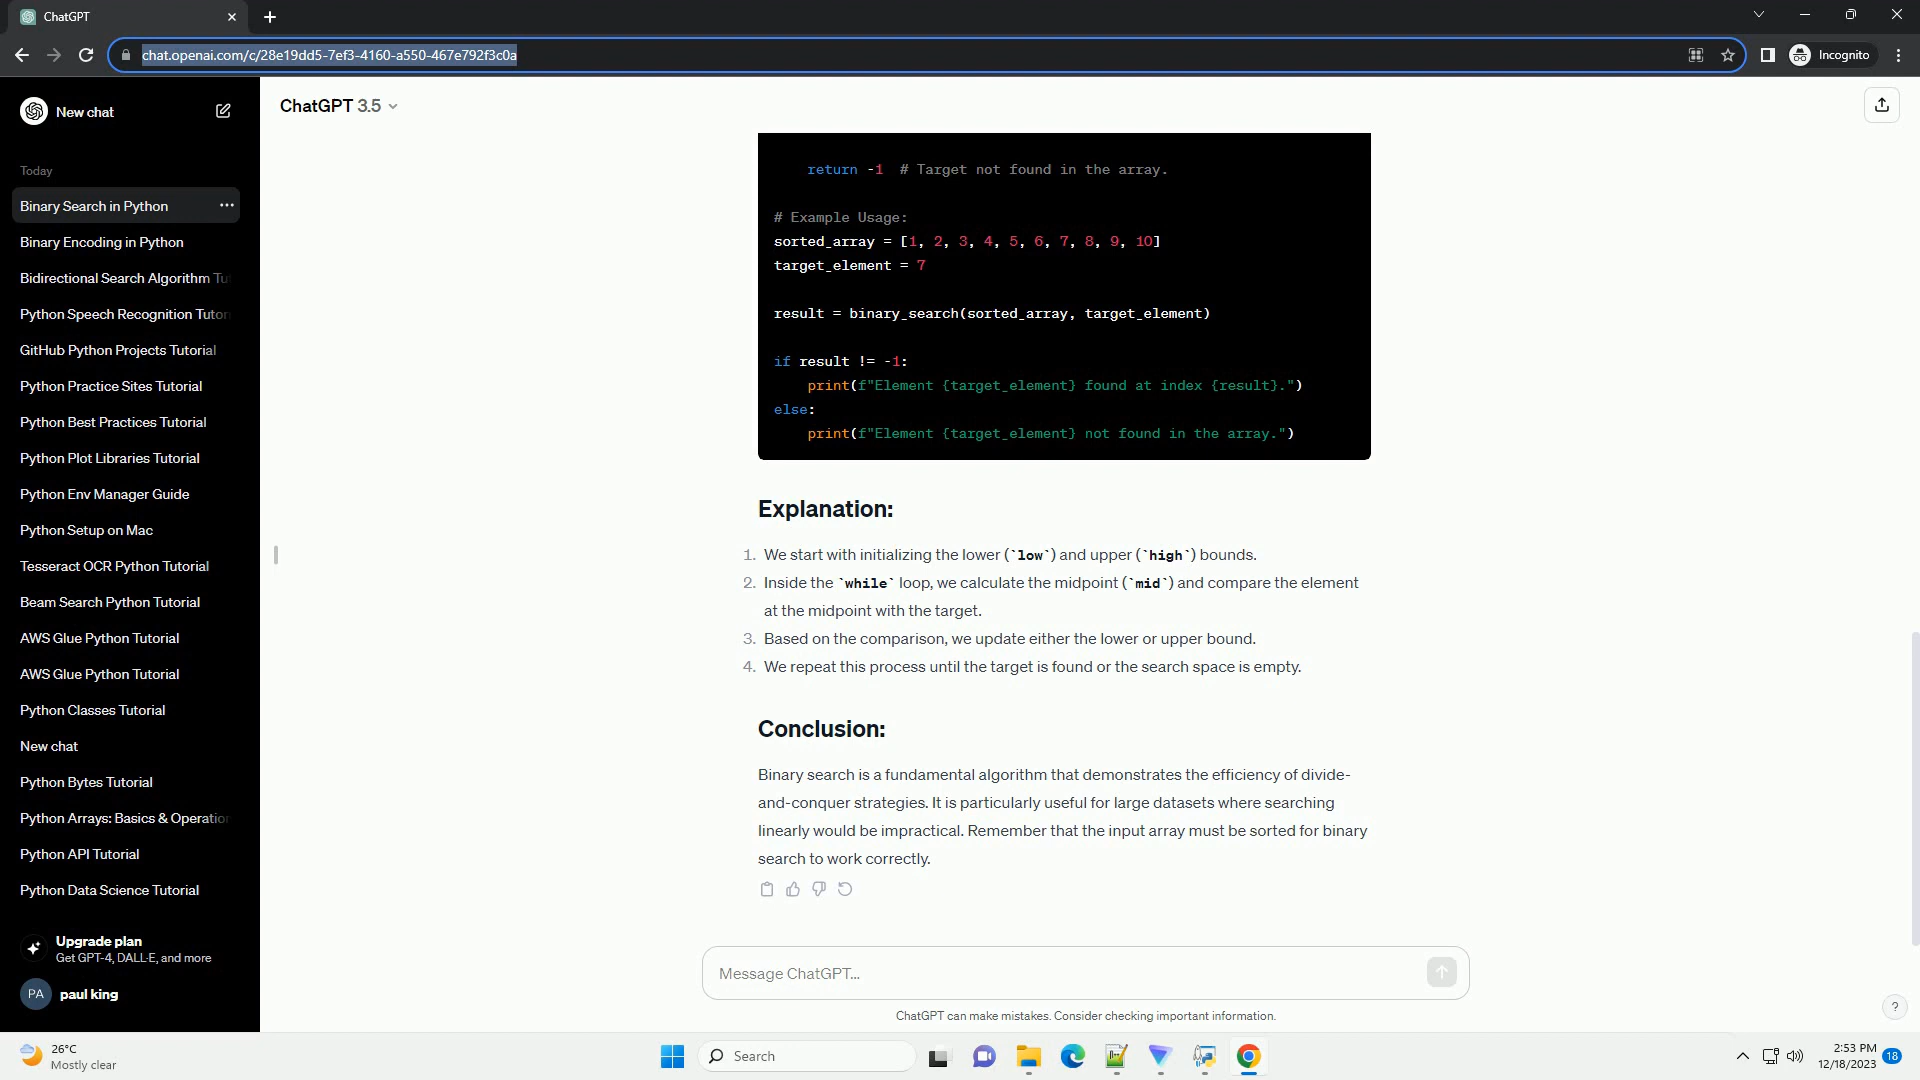 ChatGPT
chat.openai.com/c/28e19dd5-7ef3-4160-a550-467e792f3c0a
Incognito
New chat
ChatGPT 3.5
Today
Binary Search in Python
Binary Encoding in Python
Bidirectional Search Algorithm Tu
Python Speech Recognition Tutor
GitHub Python Projects Tutorial
Python Practice Sites Tutorial
Python Best Practices Tutorial
Python Plot Libraries Tutorial
Python Env Manager Guide
Python Setup on Mac
Tesseract OCR Python Tutorial
Beam Search Python Tutorial
AWS Glue Python Tutorial
AWS Glue Python Tutorial
Python Classes Tutorial
New chat
Python Bytes Tutorial
Python Arrays: Basics & Operation
Python API Tutorial
Python Data Science Tutorial
Upgrade plan
Get GPT-4, DALL·E, and more
PA
paul king
return -1  # Target not found in the array.
# Example Usage:
sorted_array = [1, 2, 3, 4, 5, 6, 7, 8, 9, 10]
target_element = 7
result = binary_search(sorted_array, target_element)
if result != -1:
    print(f"Element {target_element} found at index {result}.")
else:
    print(f"Element {target_element} not found in the array.")
Explanation:
1. We start with initializing the lower (`low`) and upper (`high`) bounds.
2. Inside the `while` loop, we calculate the midpoint (`mid`) and compare the element
at the midpoint with the target.
3. Based on the comparison, we update either the lower or upper bound.
4. We repeat this process until the target is found or the search space is empty.
Conclusion:
Binary search is a fundamental algorithm that demonstrates the efficiency of divide-
and-conquer strategies. It is particularly useful for large datasets where searching
linearly would be impractical. Remember that the input array must be sorted for binary
search to work correctly.
Message ChatGPT...
ChatGPT can make mistakes. Consider checking important information.
?
26°C
Mostly clear
Search
2:53 PM
12/18/2023
18